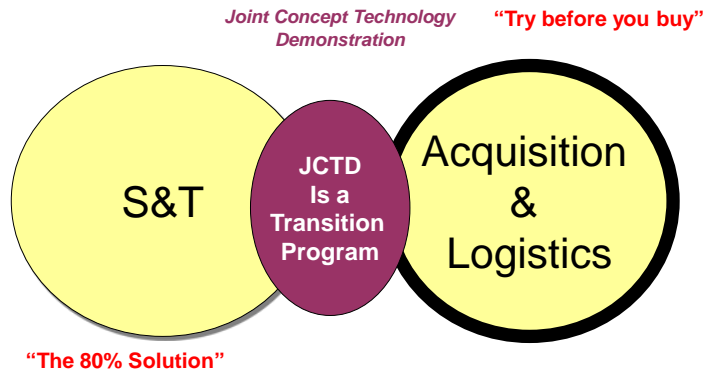 Joint Concept Technology
Demonstration
“Try before you buy”
S&T
JCTD
Is a
Transition
Program
Acquisition
&
Logistics
“The 80% Solution”